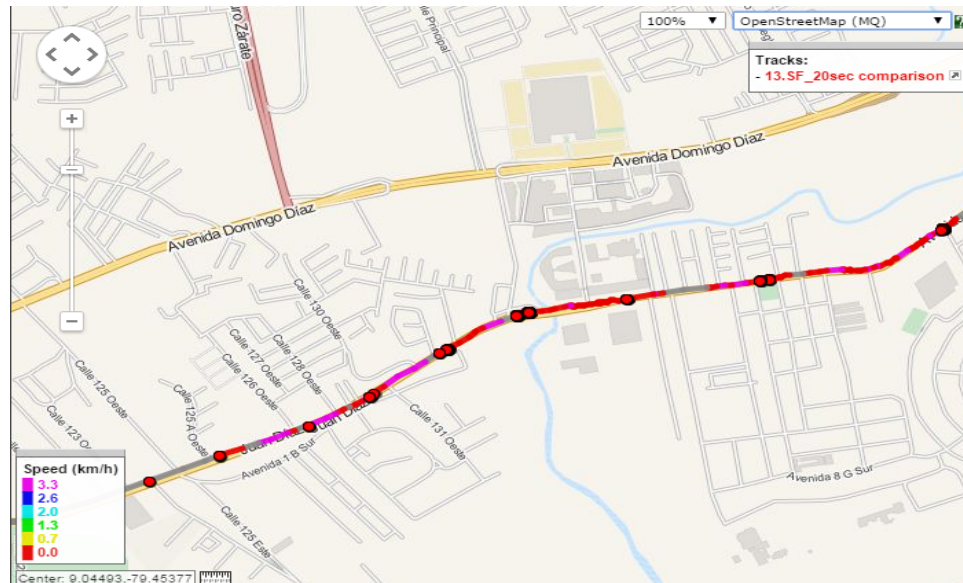 100%
OpenStreetMap (MQ)
Tracks:
- 13.SF_20sec comparison
Calle Principal
Avenida Domingo Díaz
Avenida Domingo Díaz
Calle 130 Oeste
Calle 127 Oeste
Calle 128 Oeste
Calle 126 Oeste
Calle 125 Oeste
Calle 125 A Oeste
Calle 131 Oeste
Avenida 1 B Sur
Avenida 8 G Sur
Calle 125 Este
Speed (km/h)
3.3
2.6
2.0
1.3
0.7
0.0
Center: 9.04493,-79.45377